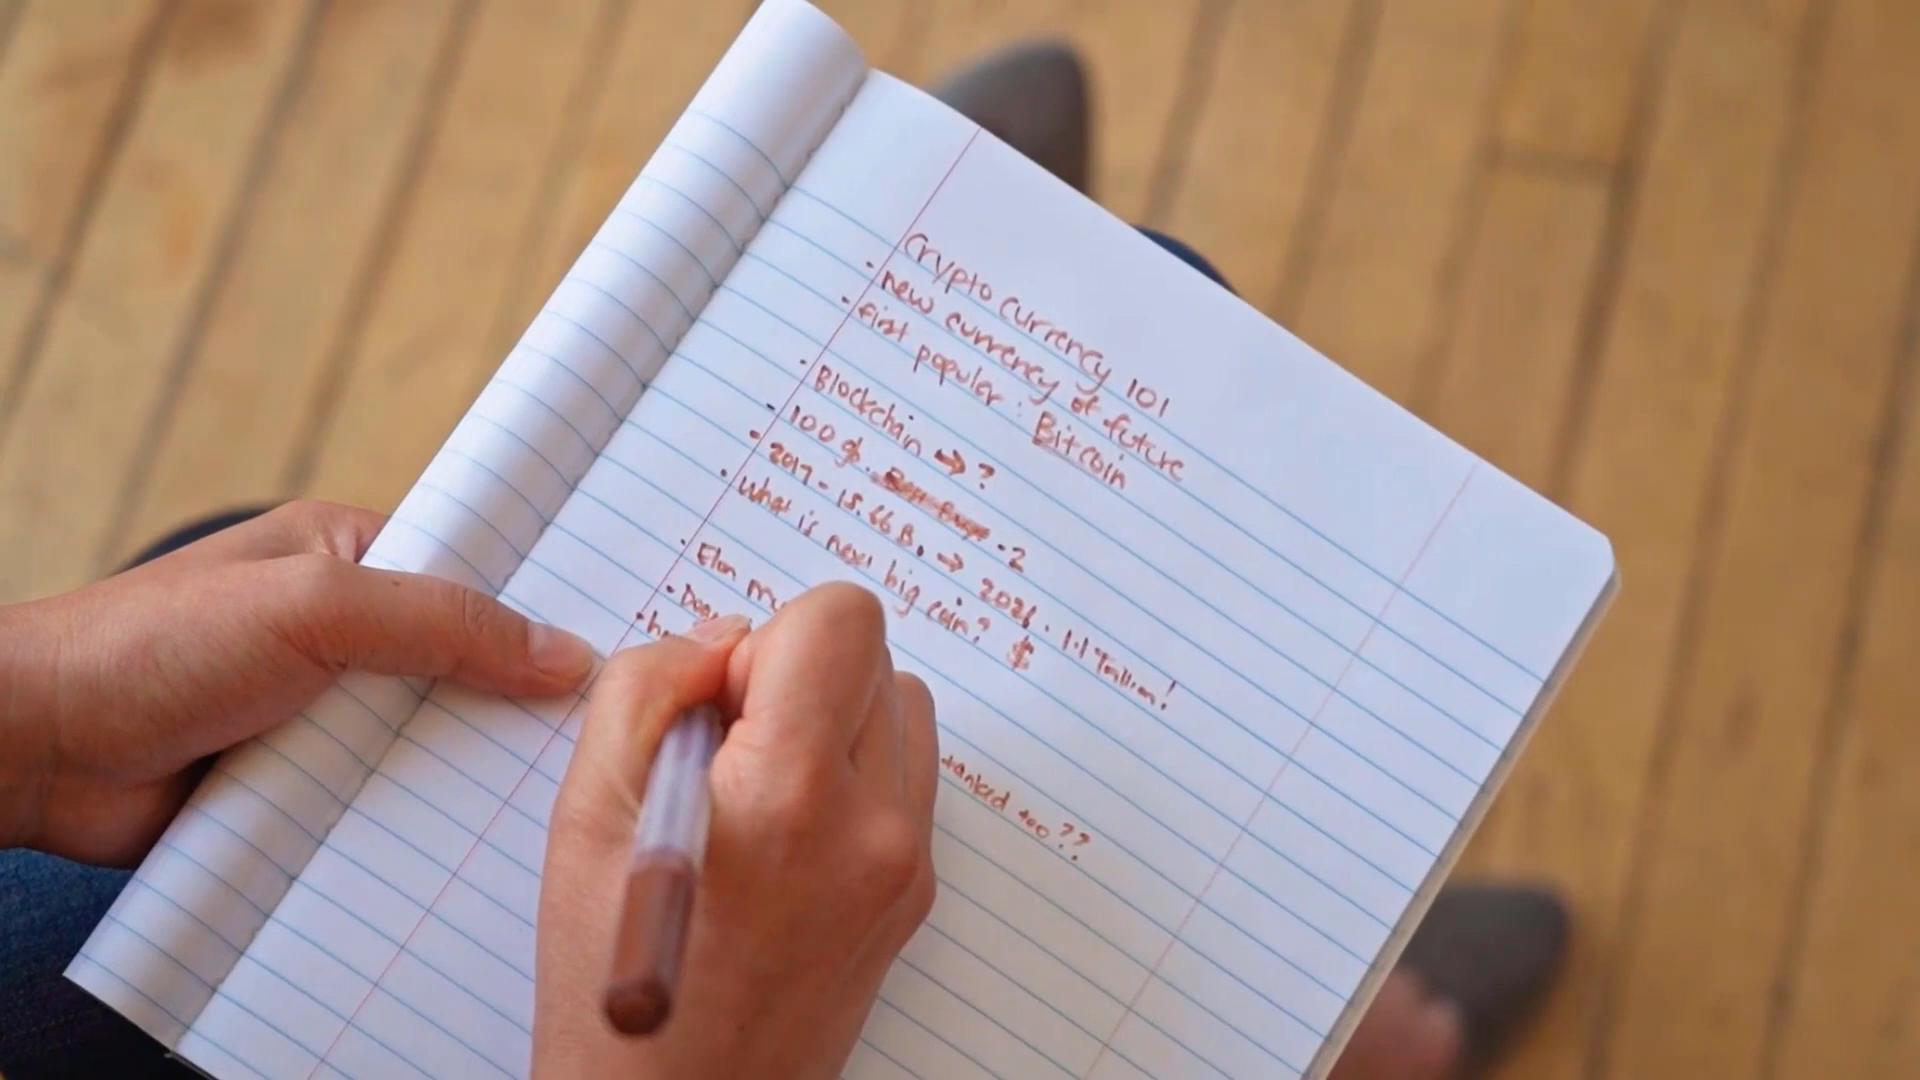 Crypto Currency 101
- new currency of future
- first popular : Bitcoin
- Blockchain → ?
- 100 $. -2
- 2017 - 15.66 B. → 2021 . 1.1 Trillion!
- What is next big coin? $
- Elon
tanked too ??